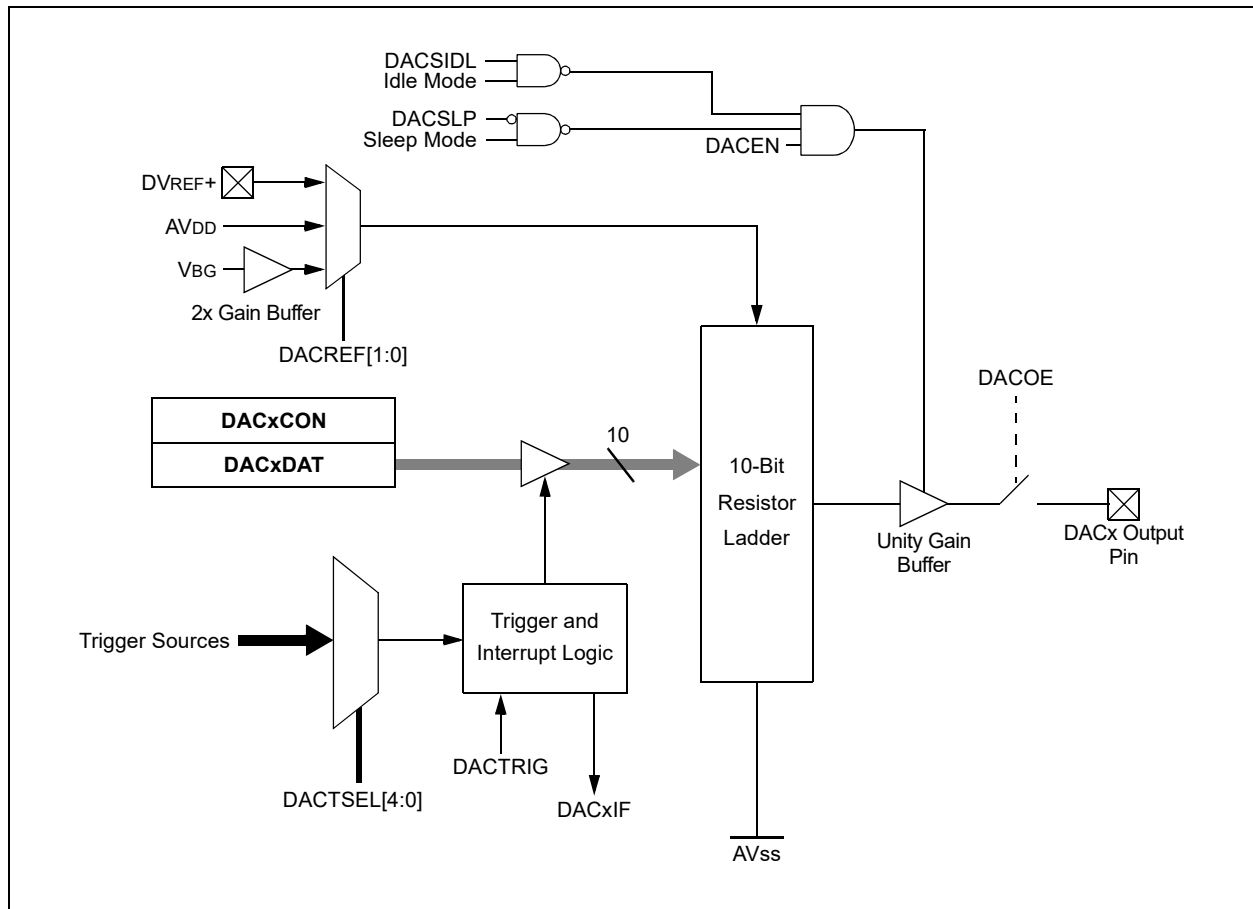 DACSIDL
Idle Mode
DACSLP
Sleep Mode
DACEN
DVREF+
AVDD
VBG
2x Gain Buffer
DACREF[1:0]
DACxCON
DACxDAT
10
10-Bit
Resistor
Ladder
DACOE
Unity Gain
Buffer
DACx Output
Pin
Trigger Sources
Trigger and
Interrupt Logic
DACTRIG
DACTSEL[4:0]
DACxIF
AVss